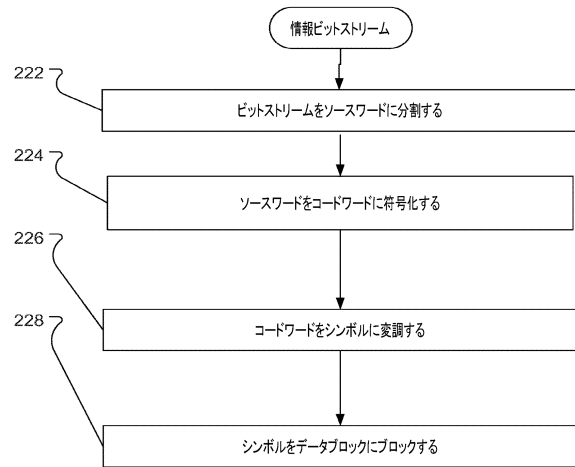 情報ビットストリーム
222
ビットストリームをソースワードに分割する
224
ソースワードをコードワードに符号化する
226
コードワードをシンボルに変調する
228
シンボルをデータブロックにブロックする